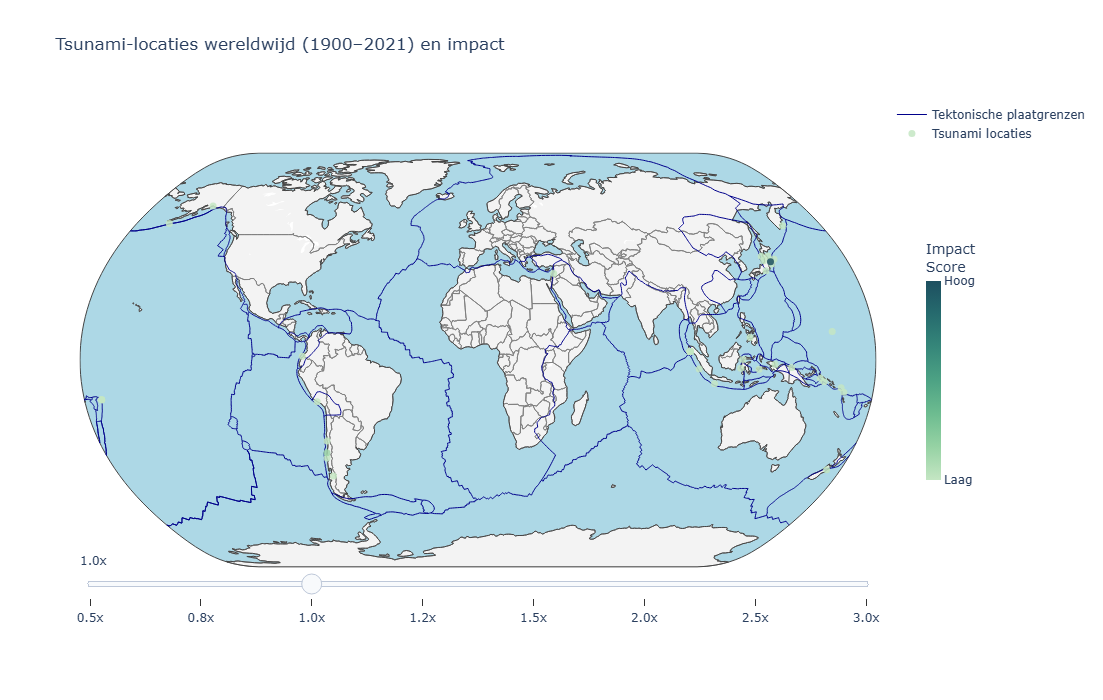 Tsunami-locaties wereldwijd (1900–2021) en impact
Tektonische plaatgrenzen
Tsunami locaties
Impact
Score
Hoog
Laag
1.0x
0.5x 0.8x 1.0x 1.2x 1.5x 2.0x 2.5x 3.0x